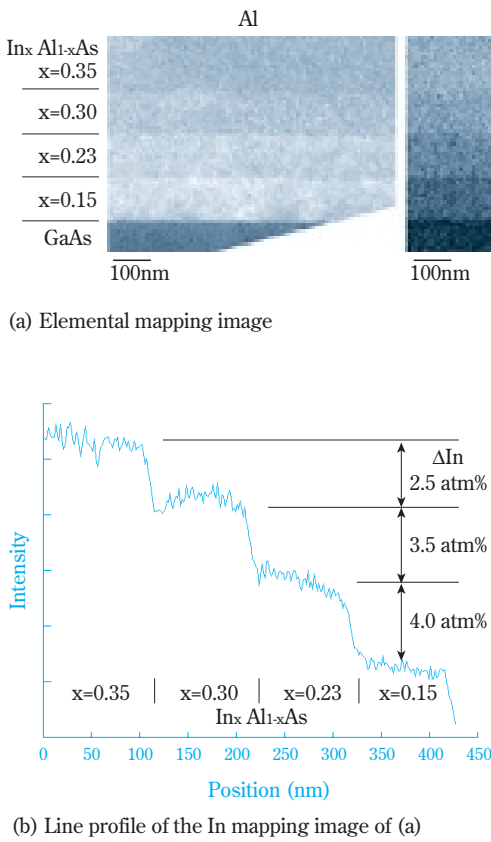 Al
Inx Al1-xAs
x=0.35
x=0.30
x=0.23
x=0.15
GaAs
100nm 100nm
(a) Elemental mapping image
ΔIn
2.5 atm%
3.5 atm%
4.0 atm%
Intensity
x=0.35 x=0.30 x=0.23 x=0.15
Inx Al1-xAs
0 50 100 150 200 250 300 350 400 450
Position (nm)
(b) Line profile of the In mapping image of (a)